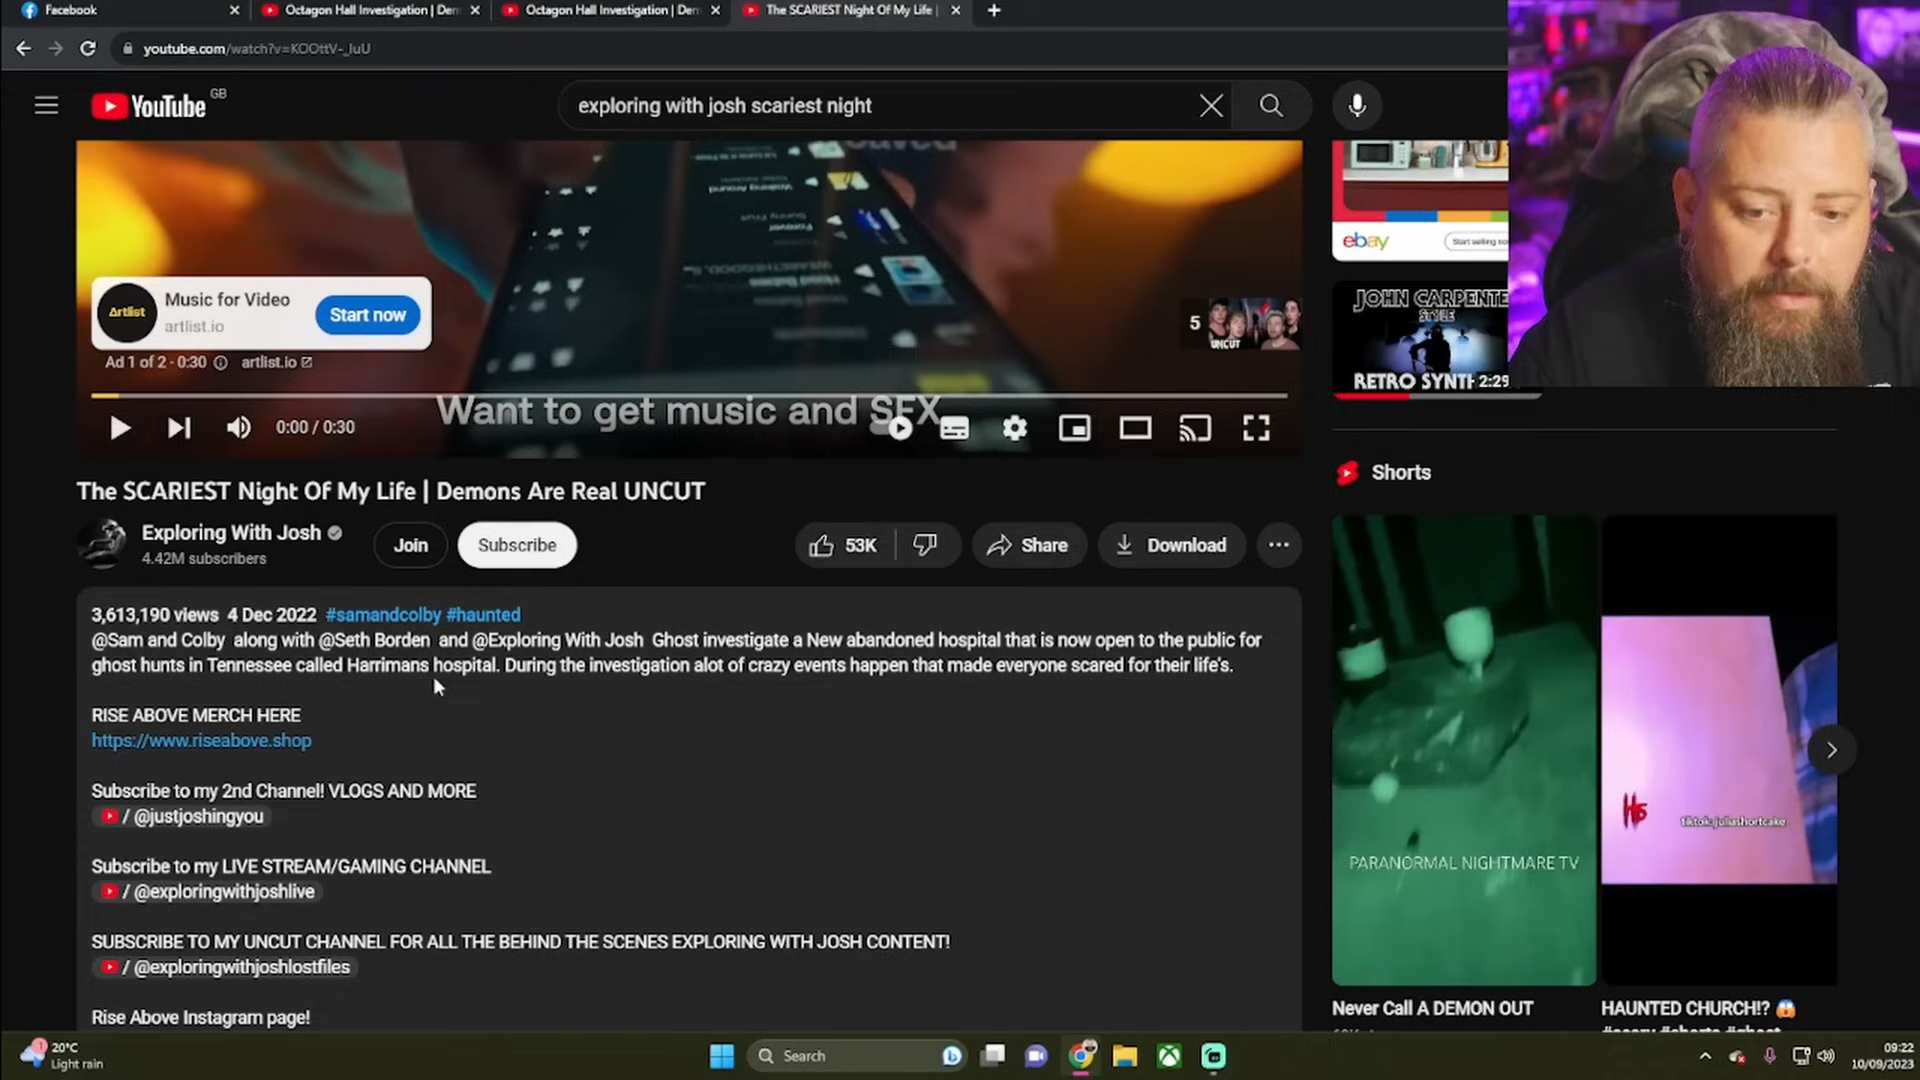 Facebook
Octagon Hall Investigation | Den
Octagon Hall Investigation | Den
The SCARIEST Night Of My Life |
youtube.com/watch?v=KOOttV-_IuU
YouTube GB
exploring with josh scariest night
Artlist
Music for Video
artlist.io
Start now
Ad 1 of 2 · 0:30
artlist.io
5
UNCUT
Want to get music and SFX
0:00 / 0:30
ebay
Start selling now
JOHN CARPENTE
STYLE
RETRO SYNTH
2:29
The SCARIEST Night Of My Life | Demons Are Real UNCUT
Exploring With Josh
4.42M subscribers
Join
Subscribe
53K
Share
Download
Shorts
3,613,190 views 4 Dec 2022 #samandcolby #haunted
@Sam and Colby along with @Seth Borden and @Exploring With Josh Ghost investigate a New abandoned hospital that is now open to the public for
ghost hunts in Tennessee called Harrimans hospital. During the investigation alot of crazy events happen that made everyone scared for their life's.
RISE ABOVE MERCH HERE
https://www.riseabove.shop
Subscribe to my 2nd Channel! VLOGS AND MORE
/ @justjoshingyou
Subscribe to my LIVE STREAM/GAMING CHANNEL
/ @exploringwithjoshlive
SUBSCRIBE TO MY UNCUT CHANNEL FOR ALL THE BEHIND THE SCENES EXPLORING WITH JOSH CONTENT!
/ @exploringwithjoshlostfiles
Rise Above Instagram page!
PARANORMAL NIGHTMARE TV
tiktok: juliashortcake
Never Call A DEMON OUT
HAUNTED CHURCH!? 😱
20°C
Light rain
Search
09:22
10/09/2023